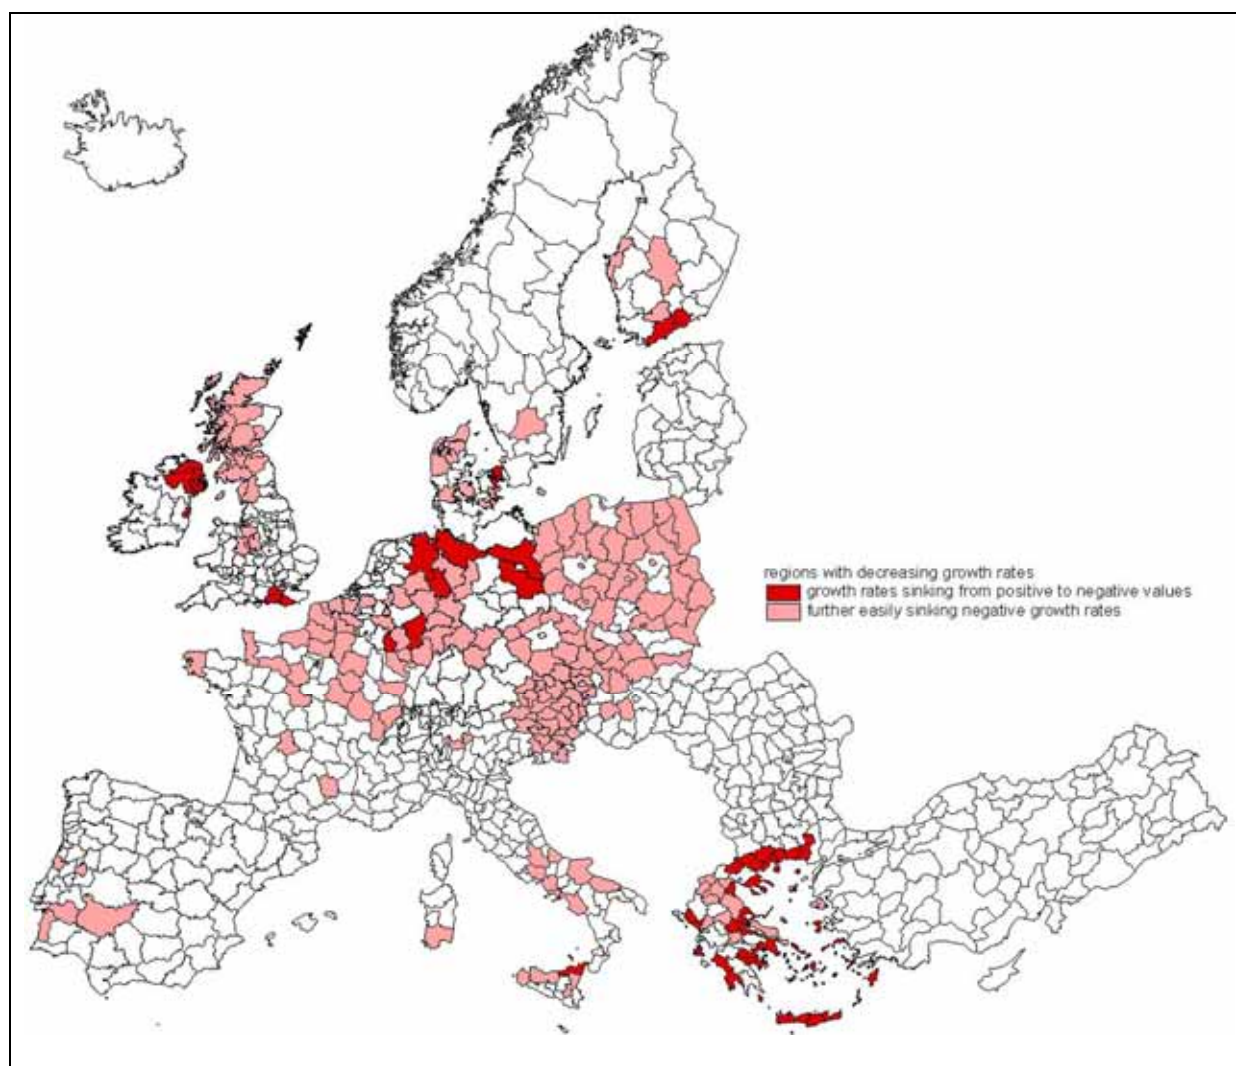 regions with decreasing growth rates
growth rates sinking from positive to negative values
further easily sinking negative growth rates